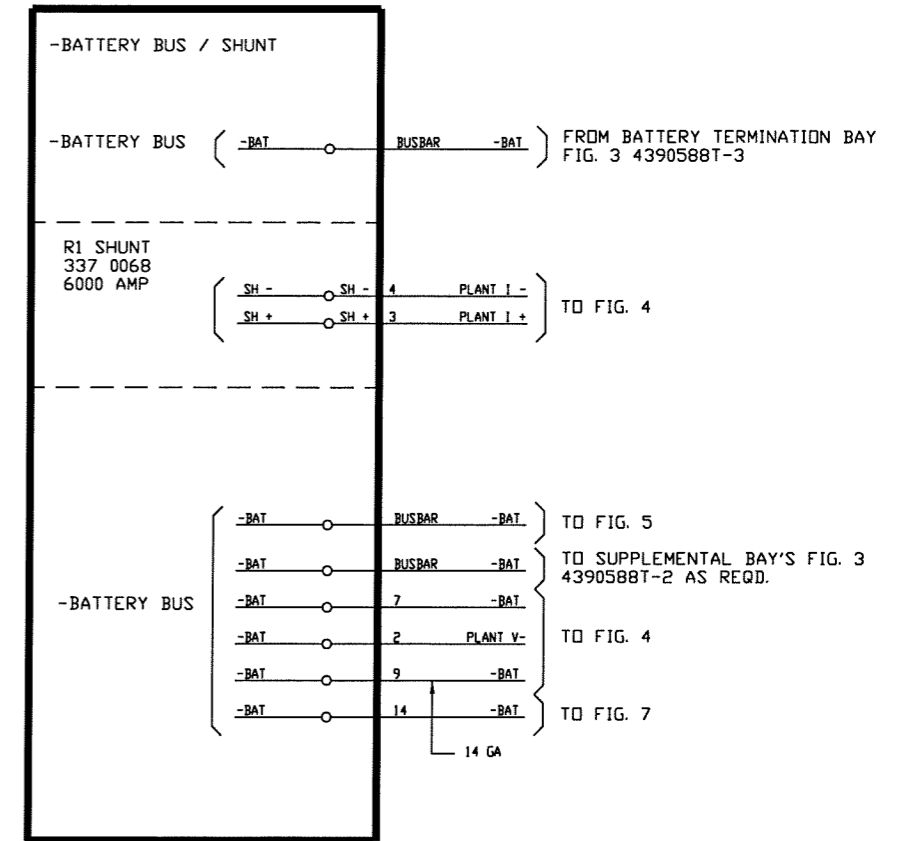 -BATTERY BUS / SHUNT
-BATTERY BUS
-BAT BUSBAR -BAT
FROM BATTERY TERMINATION BAY
FIG. 3 4390588T-3
R1 SHUNT
337 0068
6000 AMP
SH - SH - 4 PLANT I -
SH + SH + 3 PLANT I +
TO FIG. 4
-BATTERY BUS
-BAT BUSBAR -BAT
TO FIG. 5
-BAT BUSBAR -BAT
TO SUPPLEMENTAL BAY'S FIG. 3
4390588T-2 AS REQD.
-BAT 7 -BAT
-BAT 2 PLANT V-
TO FIG. 4
-BAT 9 -BAT
-BAT 14 -BAT
TO FIG. 7
14 GA